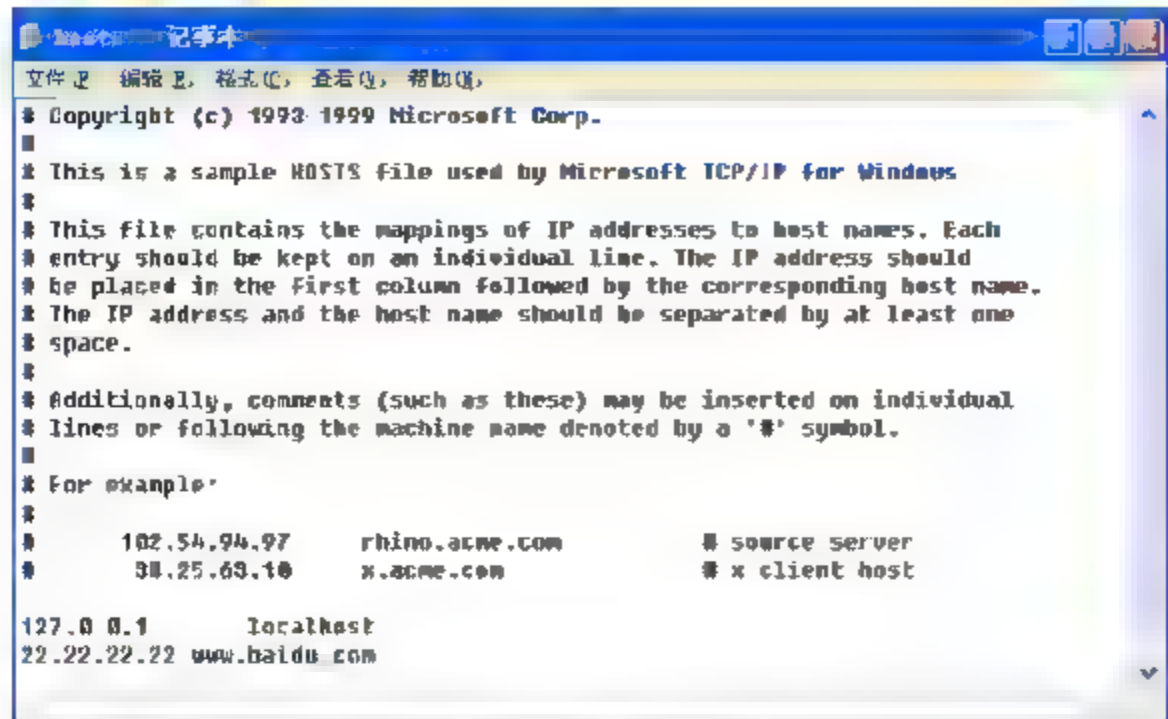 记事本
文件 编辑 格式 查看 帮助
# Copyright (c) 1993-1999 Microsoft Corp.
#
# This is a sample HOSTS file used by Microsoft TCP/IP for Windows
#
# This file contains the mappings of IP addresses to host names. Each
# entry should be kept on an individual line. The IP address should
# be placed in the first column followed by the corresponding host name.
# The IP address and the host name should be separated by at least one
# space.
#
# Additionally, comments (such as these) may be inserted on individual
# lines or following the machine name denoted by a '#' symbol.
#
# For example:
#
# 102.54.94.97 rhino.acme.com # source server
# 38.25.63.10 x.acme.com # x client host
127.0.0.1 localhost
22.22.22.22 www.baidu.com